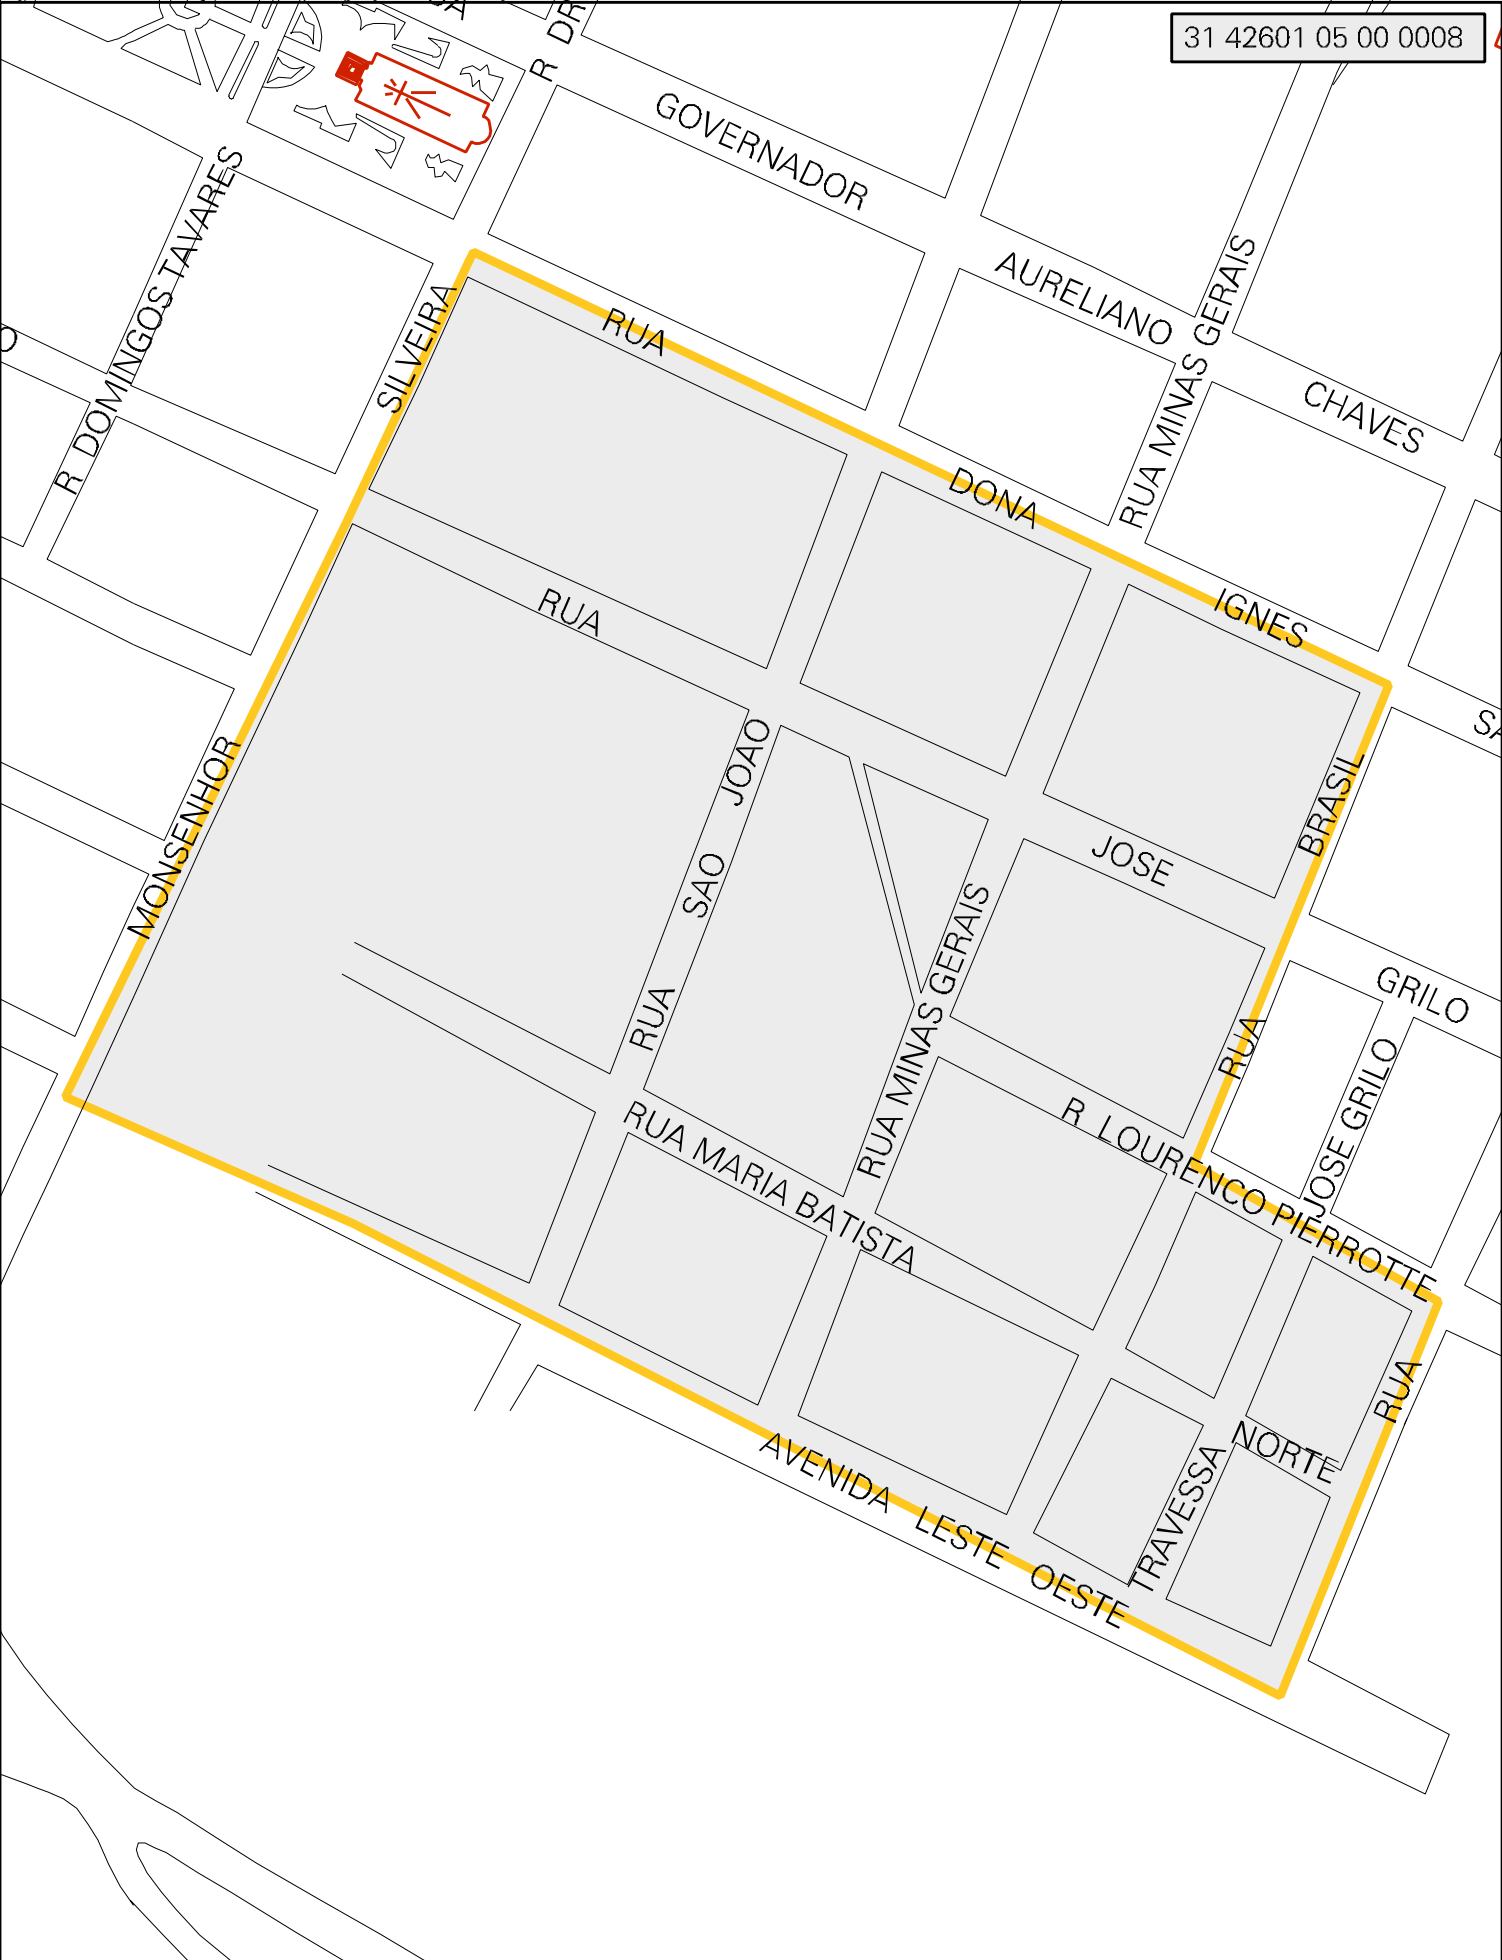 31 42601 05 00 0008
R DR
GOVERNADOR
AURELIANO
CHAVES
R DOMINGOS TAVARES
SILVEIRA
RUA MINAS GERAIS
RUA
DONA
IGNES
RUA
JOAO
SAO
RUA
JOSE
BRASIL
MONSENHOR
GRILO
RUA MINAS GERAIS
RUA
JOSE GRILO
RUA MARIA BATISTA
R LOURENCO PIERROTTE
RUA
NORTE
TRAVESSA
AVENIDA LESTE OESTE